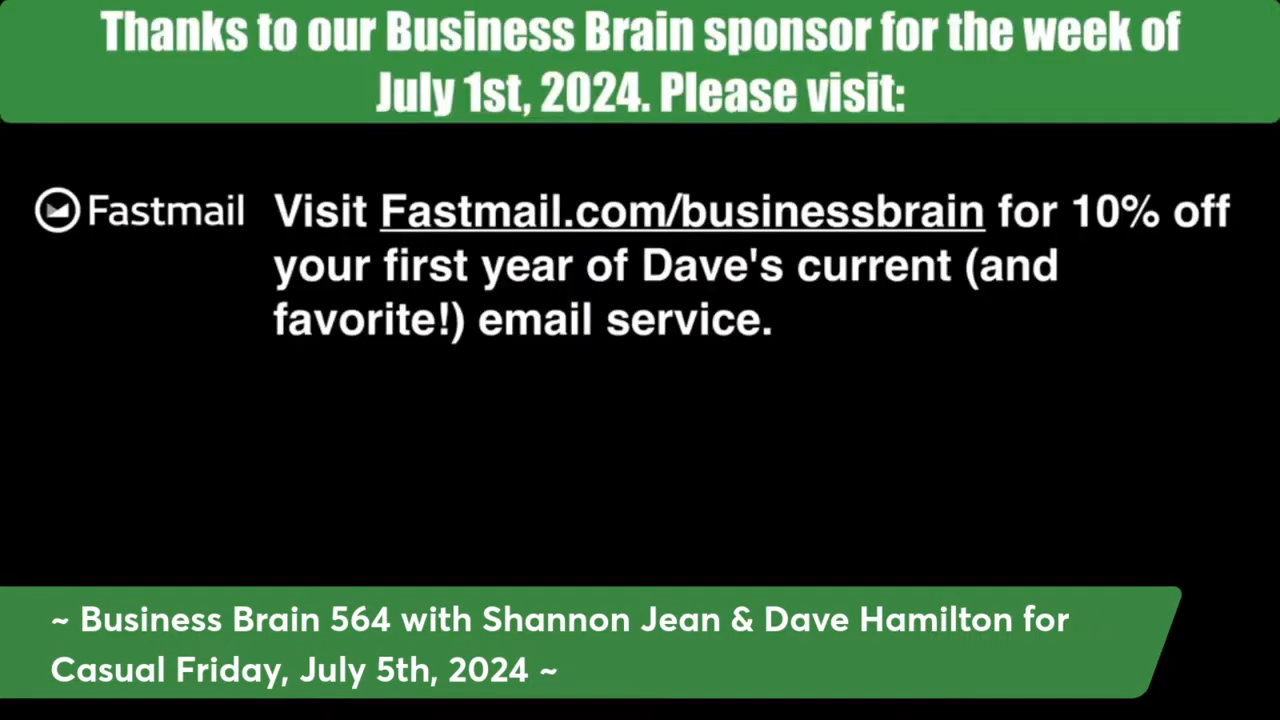 Thanks to our Business Brain sponsor for the week of
July 1st, 2024. Please visit:
Fastmail
Visit Fastmail.com/businessbrain for 10% off
your first year of Dave's current (and
favorite!) email service.
~ Business Brain 564 with Shannon Jean & Dave Hamilton for
Casual Friday, July 5th, 2024 ~